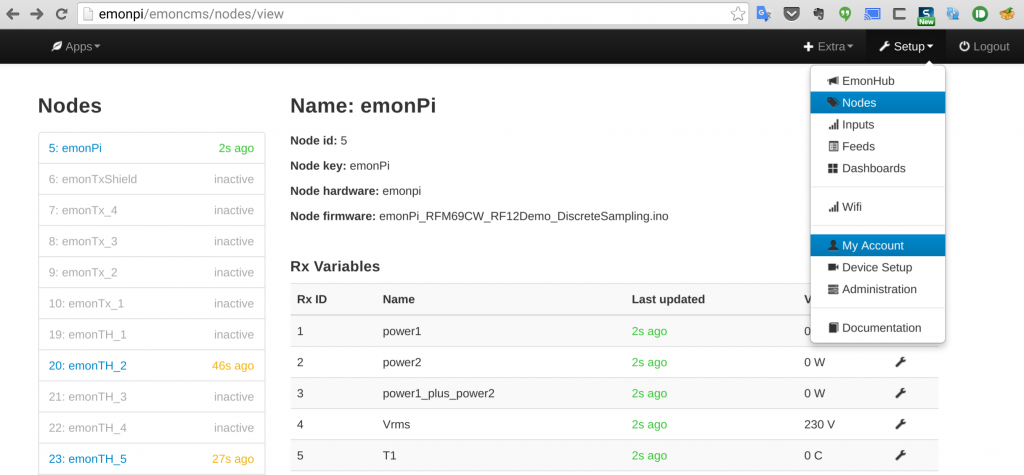 emonpi/emoncms/nodes/view
New
Apps
Extra
Setup
Logout
EmonHub
Nodes
Inputs
Feeds
Dashboards
Wifi
My Account
Device Setup
Administration
Documentation
Nodes
5: emonPi 2s ago
6: emonTxShield inactive
7: emonTx_4 inactive
8: emonTx_3 inactive
9: emonTx_2 inactive
10: emonTx_1 inactive
19: emonTH_1 inactive
20: emonTH_2 46s ago
21: emonTH_3 inactive
22: emonTH_4 inactive
23: emonTH_5 27s ago
Name: emonPi
Node id: 5
Node key: emonPi
Node hardware: emonpi
Node firmware: emonPi_RFM69CW_RF12Demo_DiscreteSampling.ino
Rx Variables
Rx ID Name Last updated V
1 power1 2s ago 0
2 power2 2s ago 0 W
3 power1_plus_power2 2s ago 0 W
4 Vrms 2s ago 230 V
5 T1 2s ago 0 C